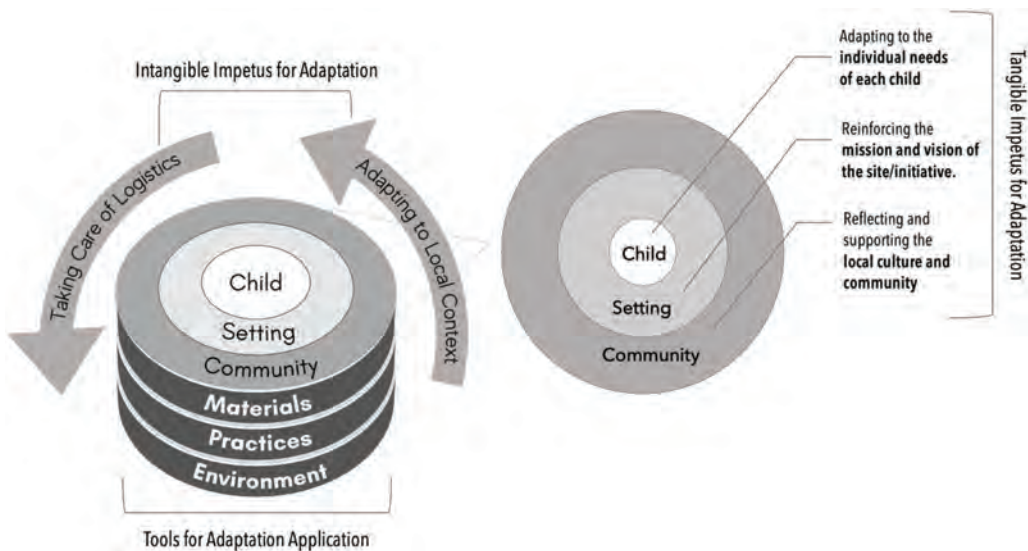 Intangible Impetus for Adaptation
Taking Care of Logistics
Adapting to Local Context
Child
Setting
Community
Materials
Practices
Environment
Tools for Adaptation Application
Child
Setting
Community
Adapting to the
individual needs
of each child
Reinforcing the
mission and vision of
the site/initiative.
Reflecting and
supporting the
local culture and
community
Tangible Impetus for Adaptation